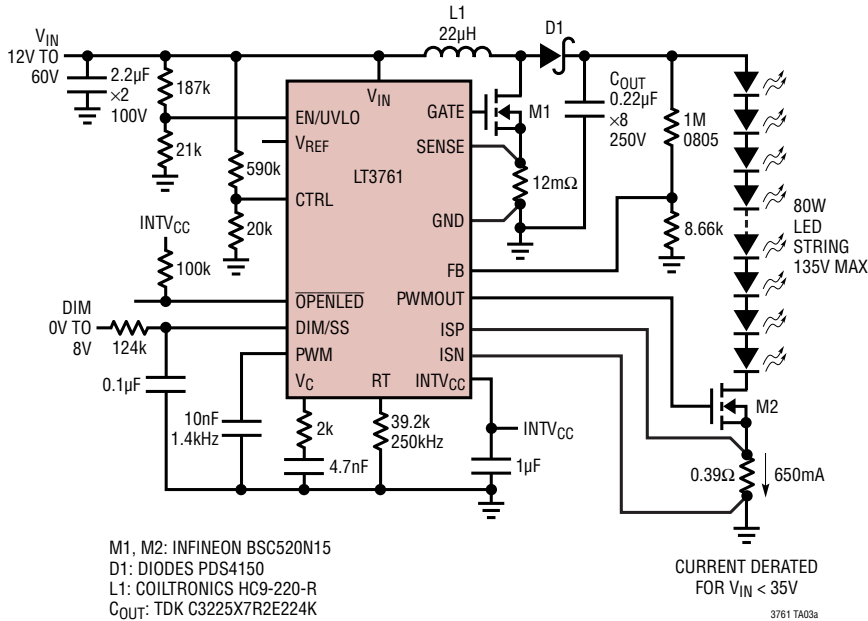 V_IN
12V TO
60V
2.2µF
×2
100V
187k
21k
590k
20k
INTV_CC
100k
DIM
0V TO
8V
124k
0.1µF
10nF
1.4kHz
2k
4.7nF
39.2k
250kHz
L1
22µH
D1
V_IN
EN/UVLO
V_REF
LT3761
CTRL
OPENLED
DIM/SS
PWM
V_C
RT
GATE
SENSE
GND
FB
PWMOUT
ISP
ISN
INTV_CC
M1
12mΩ
C_OUT
0.22µF
×8
250V
1M
0805
8.66k
80W
LED
STRING
135V MAX
M2
INTV_CC
1µF
0.39Ω
650mA
M1, M2: INFINEON BSC520N15
D1: DIODES PDS4150
L1: COILTRONICS HC9-220-R
C_OUT: TDK C3225X7R2E224K
CURRENT DERATED
FOR V_IN < 35V
3761 TA03a